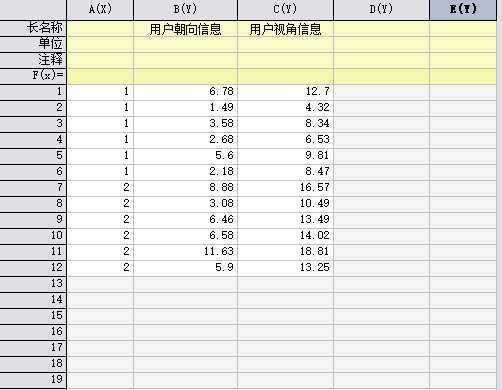 A(X) B(Y) C(Y) D(Y) E(Y)
长名称 用户朝向信息 用户视角信息
单位
注释
F(x)=
1 1 6.78 12.7
2 1 1.49 4.32
3 1 3.58 8.34
4 1 2.68 6.53
5 1 5.6 9.81
6 1 2.18 8.47
7 2 8.88 16.57
8 2 3.08 10.49
9 2 6.46 13.49
10 2 6.58 14.02
11 2 11.63 18.81
12 2 5.9 13.25
13
14
15
16
17
18
19